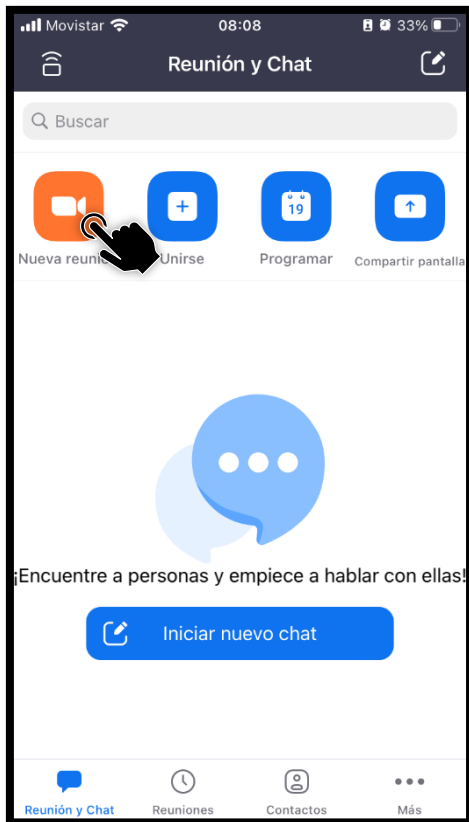 Movistar 08:08 33%
Reunión y Chat
Buscar
19
Nueva Unirse Programar Compartir pantalla
¡Encuentre a personas y empiece a hablar con ellas!
Iniciar nuevo chat
Reunión y Chat Reuniones Contactos Más